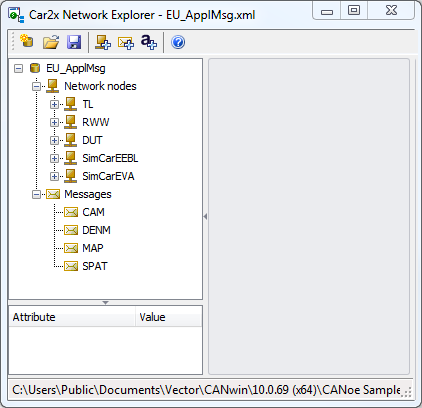 Car2x Network Explorer - EU_ApplMsg.xml
a
?
EU_ApplMsg
Network nodes
TL
RWW
DUT
SimCarEEBL
SimCarEVA
Messages
CAM
DENM
MAP
SPAT
Attribute Value
C:\Users\Public\Documents\Vector\CANwin\10.0.69 (x64)\CANoe Sample